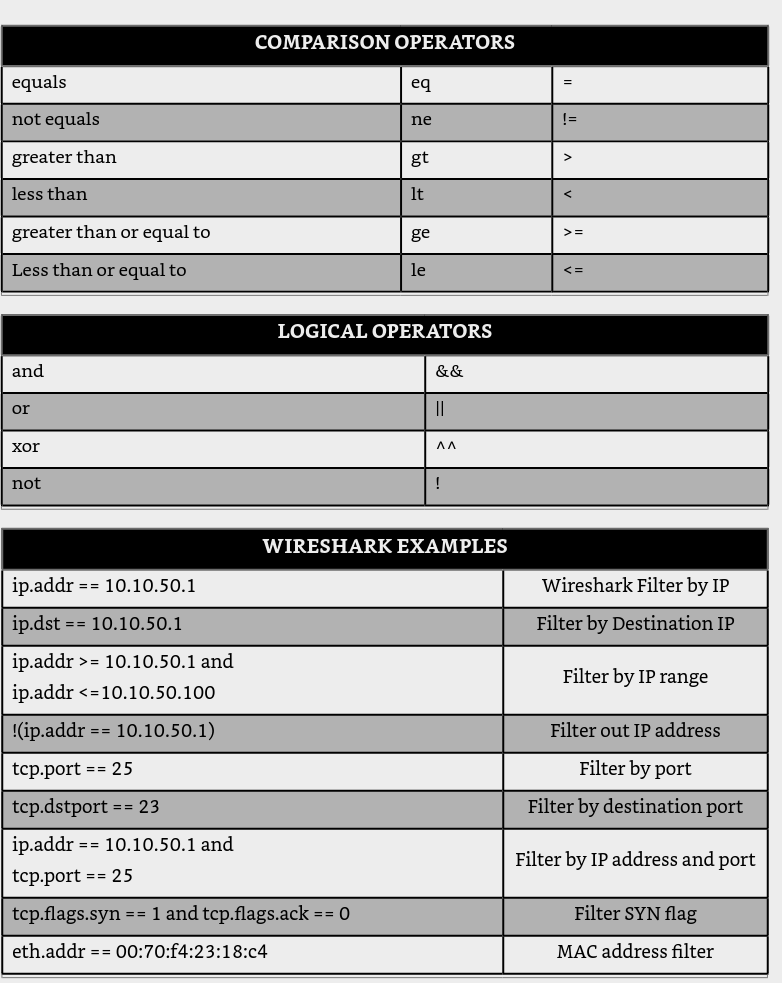 COMPARISON OPERATORS
equals eq =
not equals ne !=
greater than gt >
less than lt <
greater than or equal to ge >=
Less than or equal to le <=
LOGICAL OPERATORS
and &&
or ||
xor ^^
not !
WIRESHARK EXAMPLES
ip.addr == 10.10.50.1 Wireshark Filter by IP
ip.dst == 10.10.50.1 Filter by Destination IP
ip.addr >= 10.10.50.1 and
ip.addr <=10.10.50.100
Filter by IP range
!(ip.addr == 10.10.50.1) Filter out IP address
tcp.port == 25 Filter by port
tcp.dstport == 23 Filter by destination port
ip.addr == 10.10.50.1 and
tcp.port == 25
Filter by IP address and port
tcp.flags.syn == 1 and tcp.flags.ack == 0 Filter SYN flag
eth.addr == 00:70:f4:23:18:c4 MAC address filter